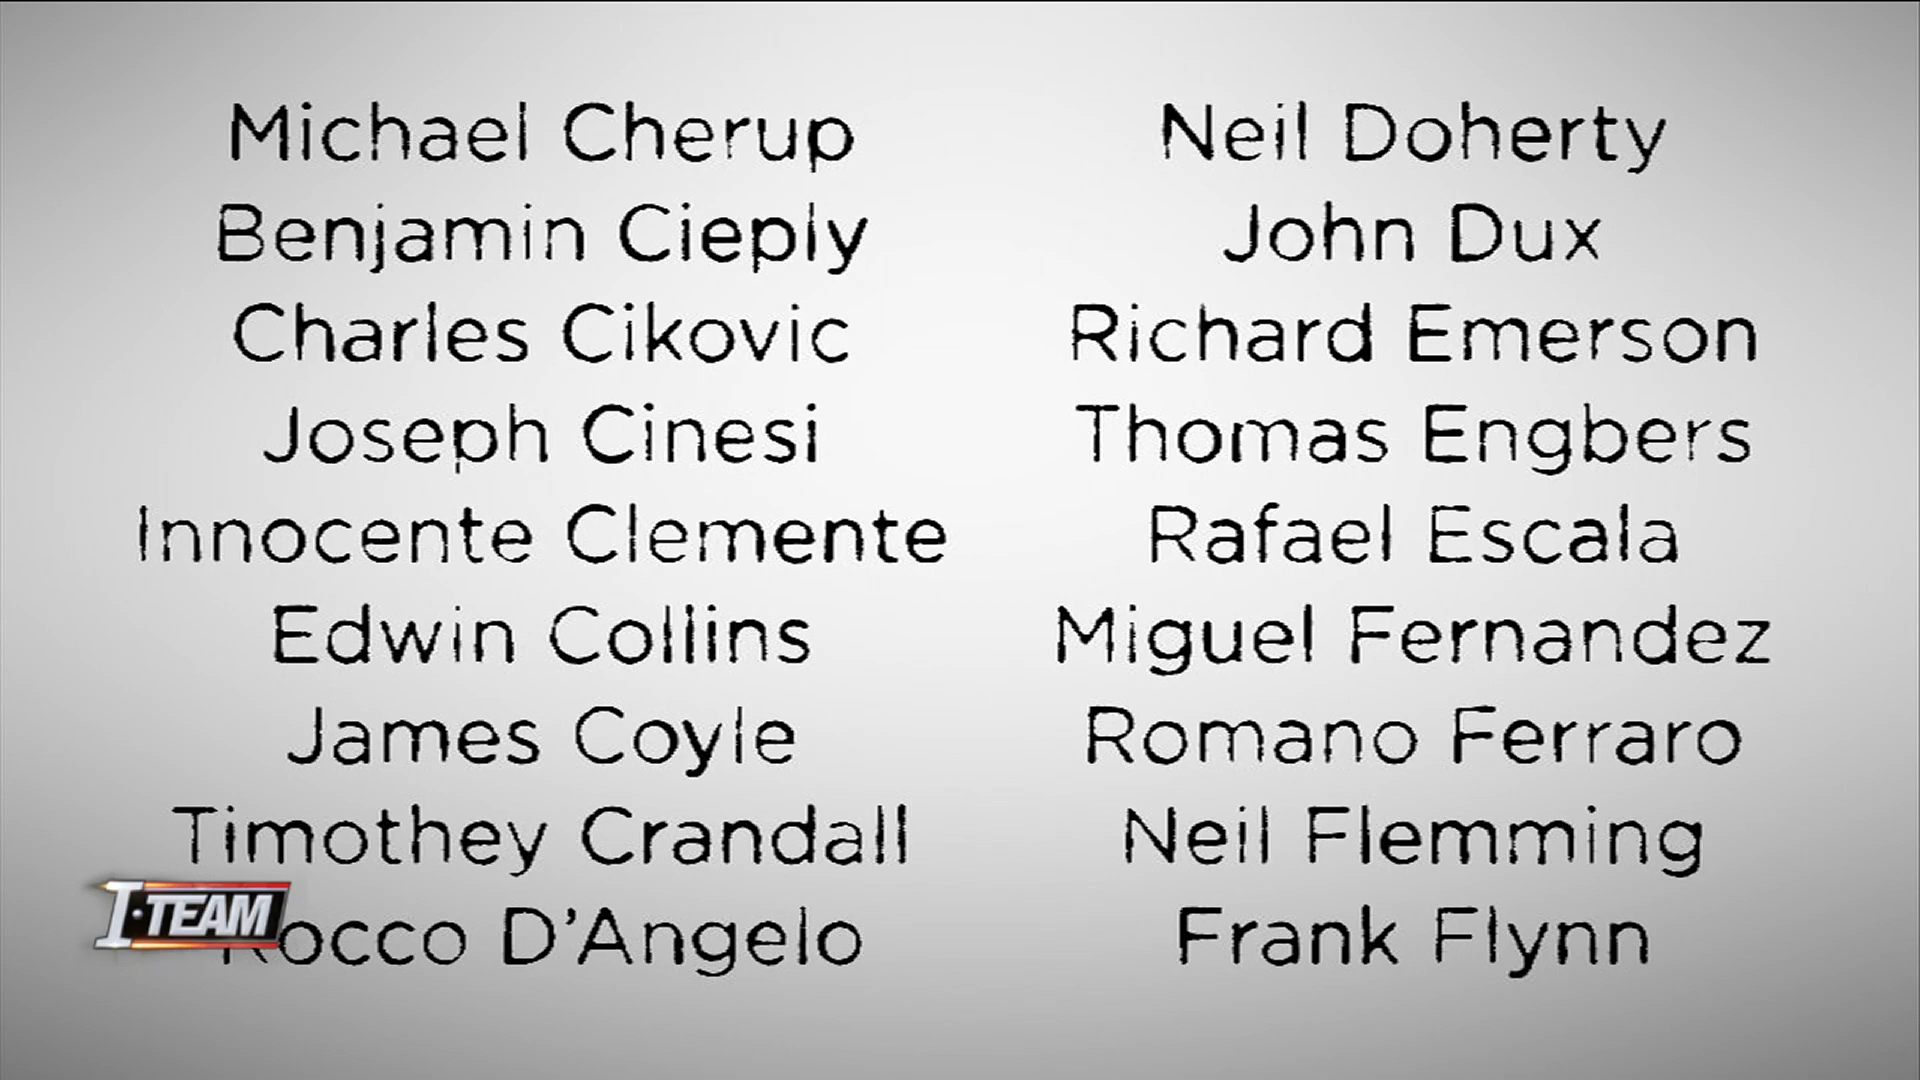 Michael Cherup
Benjamin Cieply
Charles Cikovic
Joseph Cinesi
Innocente Clemente
Edwin Collins
James Coyle
Timothey Crandall
Rocco D'Angelo
I-TEAM
Neil Doherty
John Dux
Richard Emerson
Thomas Engbers
Rafael Escala
Miguel Fernandez
Romano Ferraro
Neil Flemming
Frank Flynn